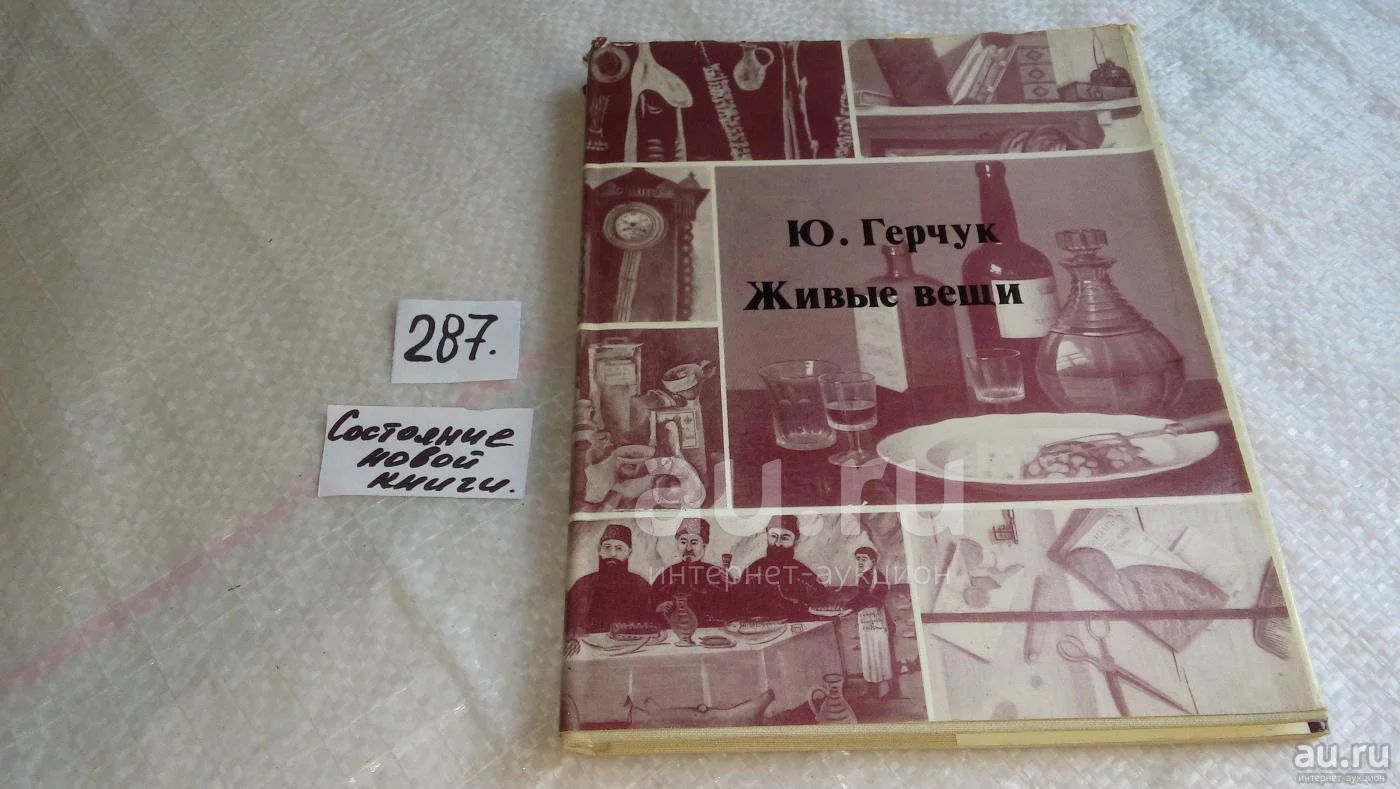 Ю. Герчук
Живые вещи
287.
Состояние
новой
книги.
au.ru
интернет-аукцион
au.ru
интернет-аукцион